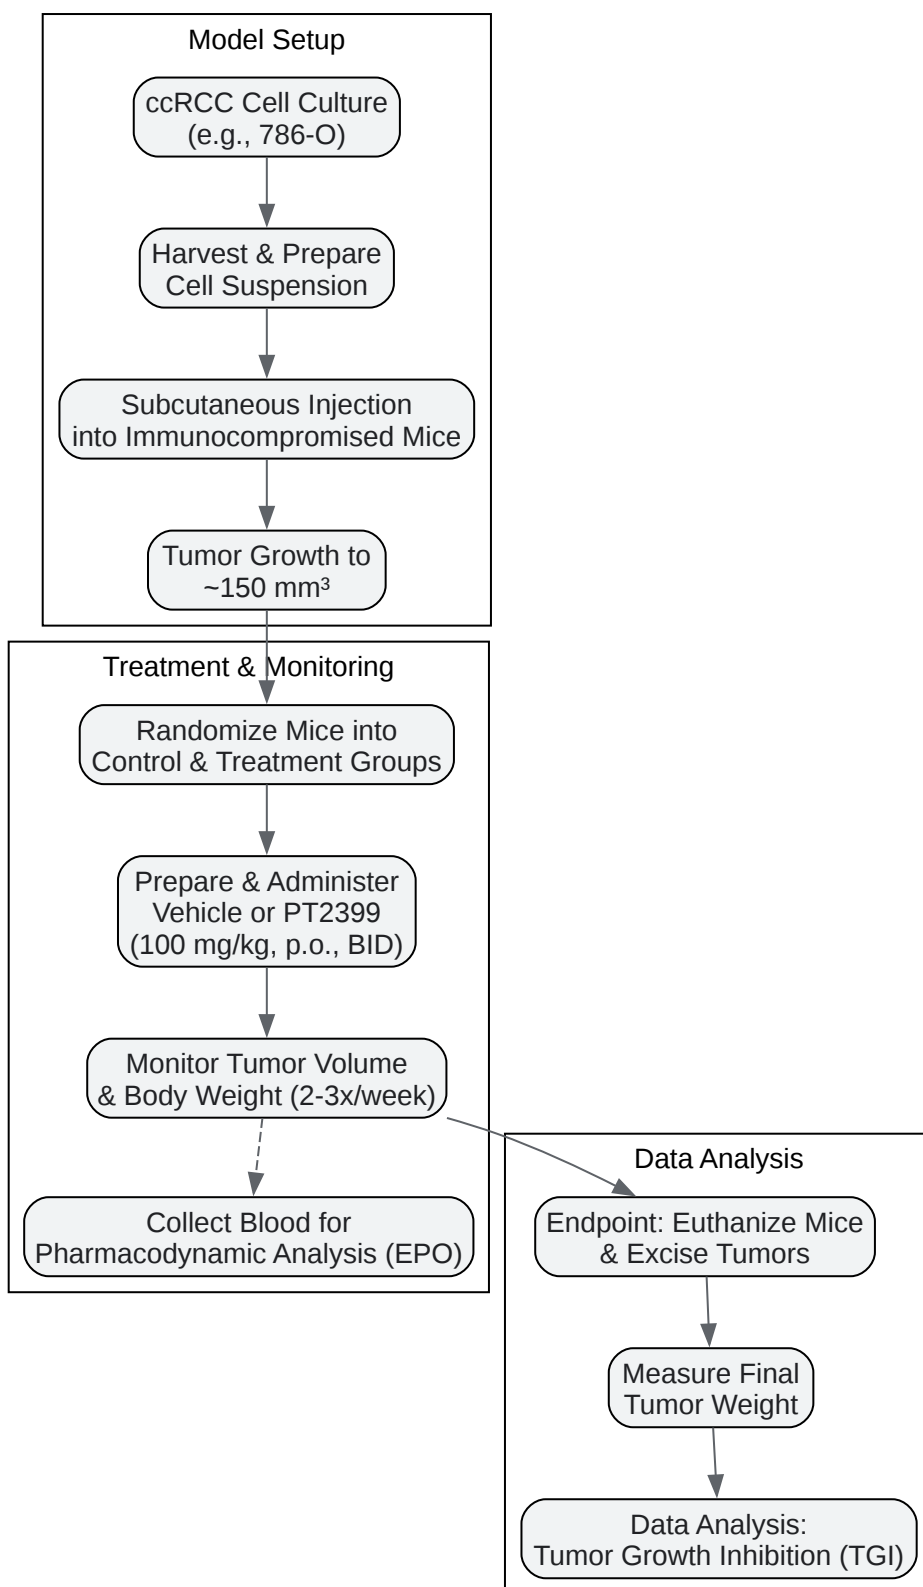 Model Setup
ccRCC Cell Culture
(e.g., 786-O)
Harvest & Prepare
Cell Suspension
Subcutaneous Injection
into Immunocompromised Mice
Tumor Growth to
~150 mm³
Treatment & Monitoring
Randomize Mice into
Control & Treatment Groups
Prepare & Administer
Vehicle or PT2399
(100 mg/kg, p.o., BID)
Monitor Tumor Volume
& Body Weight (2-3x/week)
Collect Blood for
Pharmacodynamic Analysis (EPO)
Data Analysis
Endpoint: Euthanize Mice
& Excise Tumors
Measure Final
Tumor Weight
Data Analysis:
Tumor Growth Inhibition (TGI)